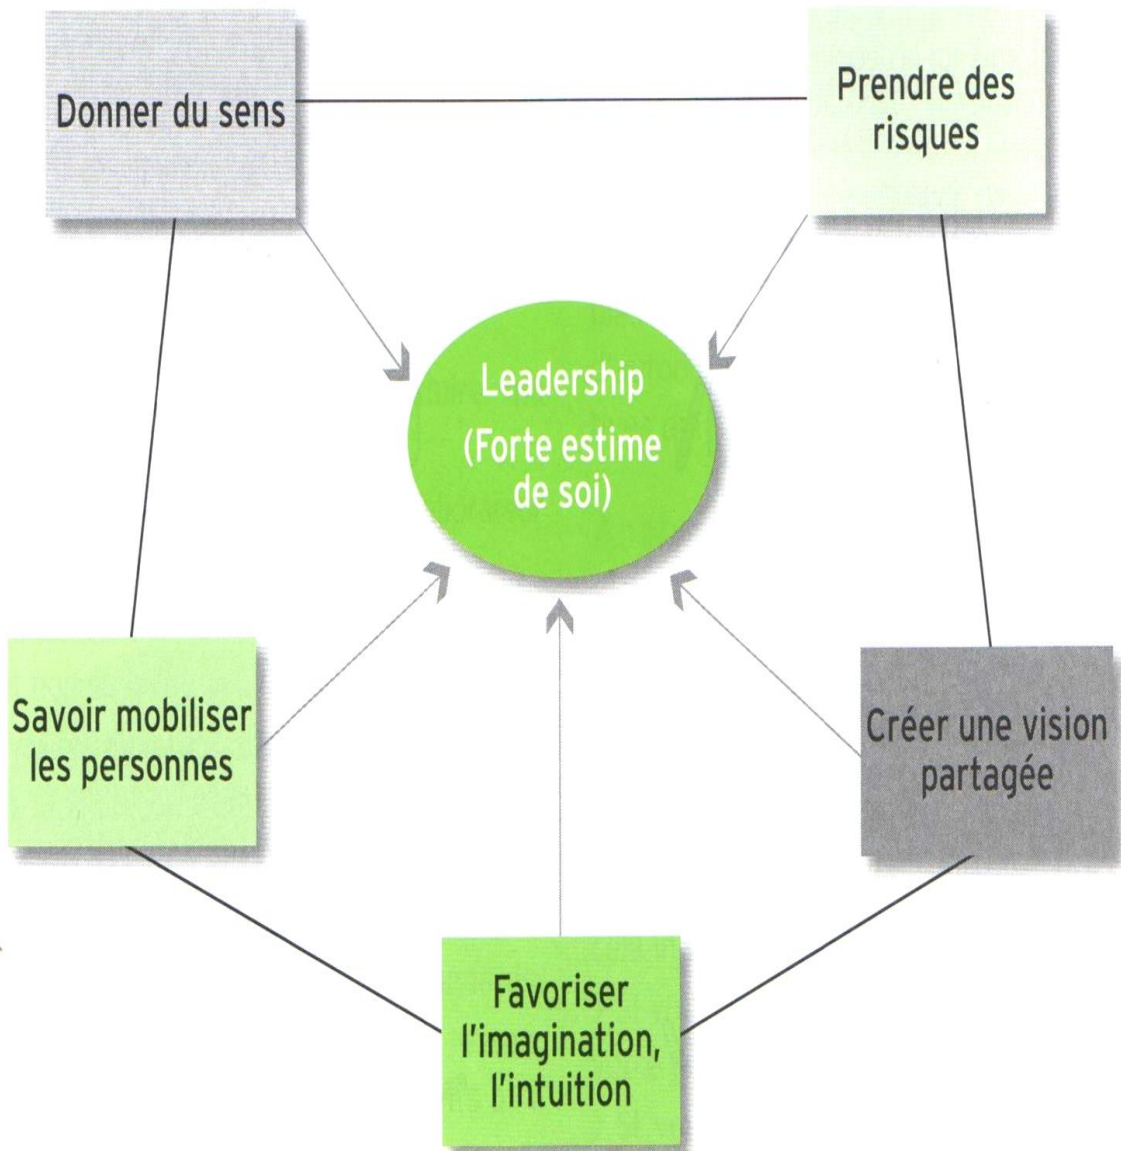 Donner du sens
Prendre des
risques
Leadership
(Forte estime
de soi)
Savoir mobiliser
les personnes
Créer une vision
partagée
Favoriser
l'imagination,
l'intuition